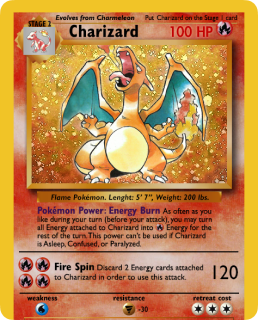 Evolves from Charmeleon Put Charizard on the Stage 1 card
STAGE 2 Charizard 100 HP
Flame Pokémon. Lenght: 5' 7", Weight: 200 lbs.
Pokémon Power: Energy Burn As often as you
like during your turn (before your attack), you may turn
all Energy attached to Charizard into Energy for the rest
of the turn. This power can't be used if Charizard
is Asleep, Confused, or Paralyzed.
Fire Spin Discard 2 Energy cards attached
to Charizard in order to use this attack.
120
weakness resistance retreat cost
-30